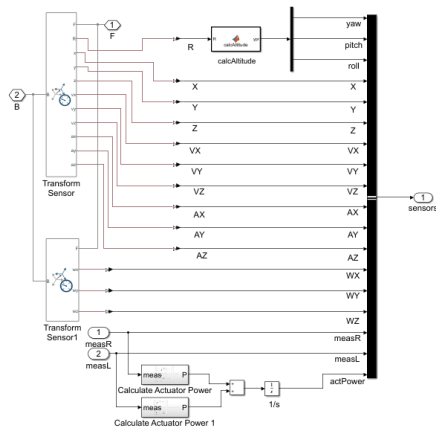 1
F
yaw
R
R
calcAltitude
ypr
calcAltitude
pitch
roll
X
X
Y
Y
2
B
Z
Z
VX
VX
VY
VY
Transform
Sensor
VZ
VZ
AX
AX
1
sensors
AY
AY
AZ
AZ
WX
WY
WZ
Transform
Sensor1
1
measR
measR
2
measL
measL
meas
P
Calculate Actuator Power
actPower
1/s
meas
P
Calculate Actuator Power 1